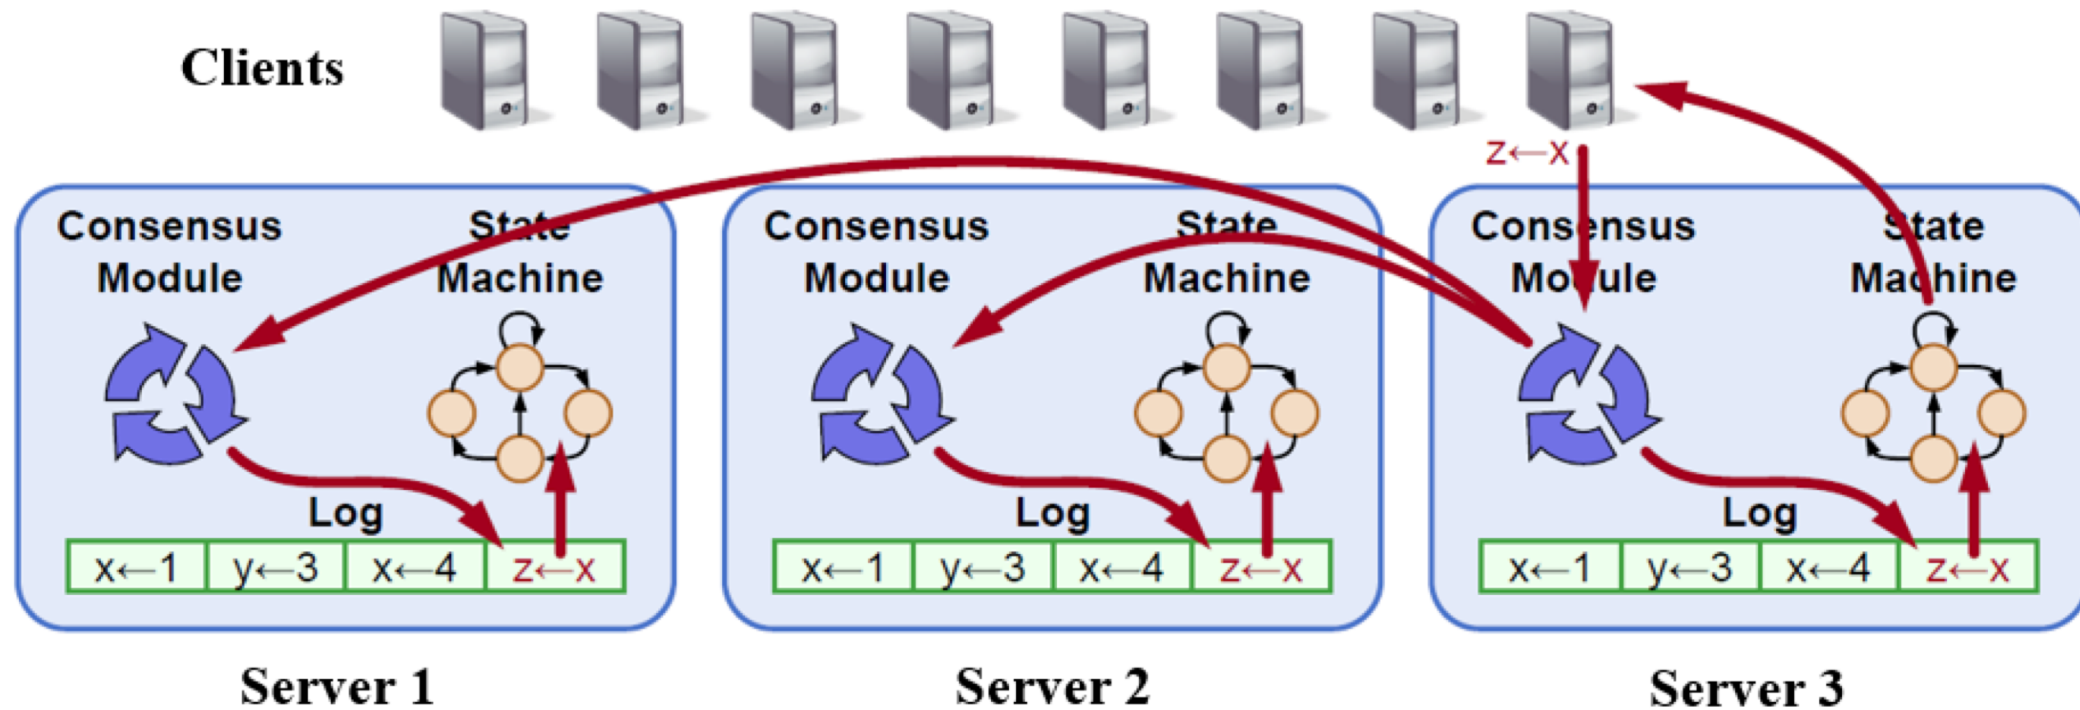 Clients
z←x
Consensus Module
State Machine
Log
x←1 y←3 x←4 z←x
Server 1
Consensus Module
State Machine
Log
x←1 y←3 x←4 z←x
Server 2
Consensus Module
State Machine
Log
x←1 y←3 x←4 z←x
Server 3